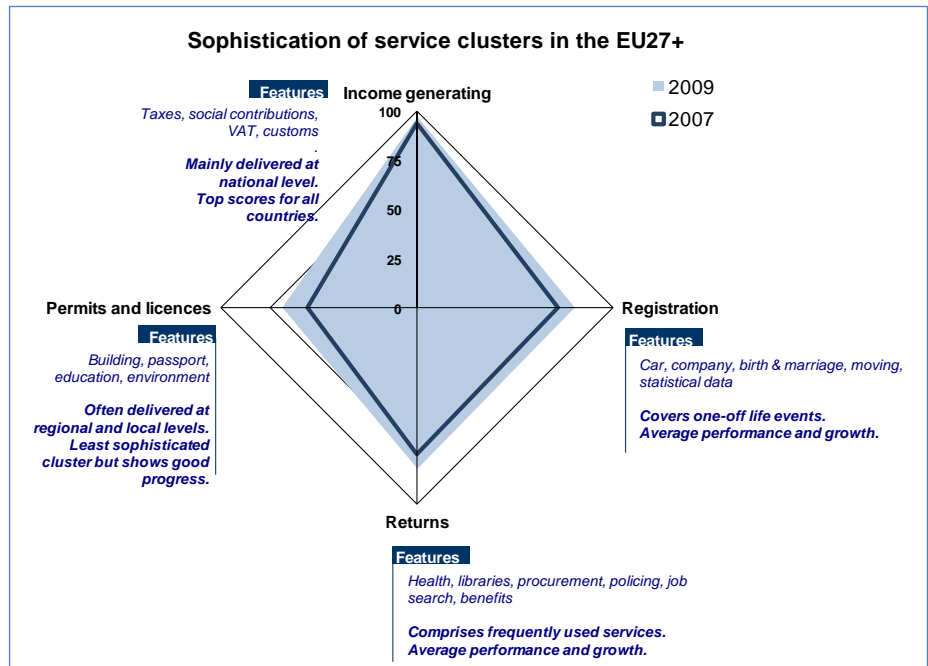 Sophistication of service clusters in the EU27+
Features
Income generating
2009
2007
Taxes, social contributions,
VAT, customs
.
Mainly delivered at
national level.
Top scores for all
countries.
100
75
50
25
0
Permits and licences
Registration
Features
Building, passport,
education, environment
Often delivered at
regional and local levels.
Least sophisticated
cluster but shows good
progress.
Features
Car, company, birth & marriage, moving,
statistical data
Covers one-off life events.
Average performance and growth.
Returns
Features
Health, libraries, procurement, policing, job
search, benefits
Comprises frequently used services.
Average performance and growth.